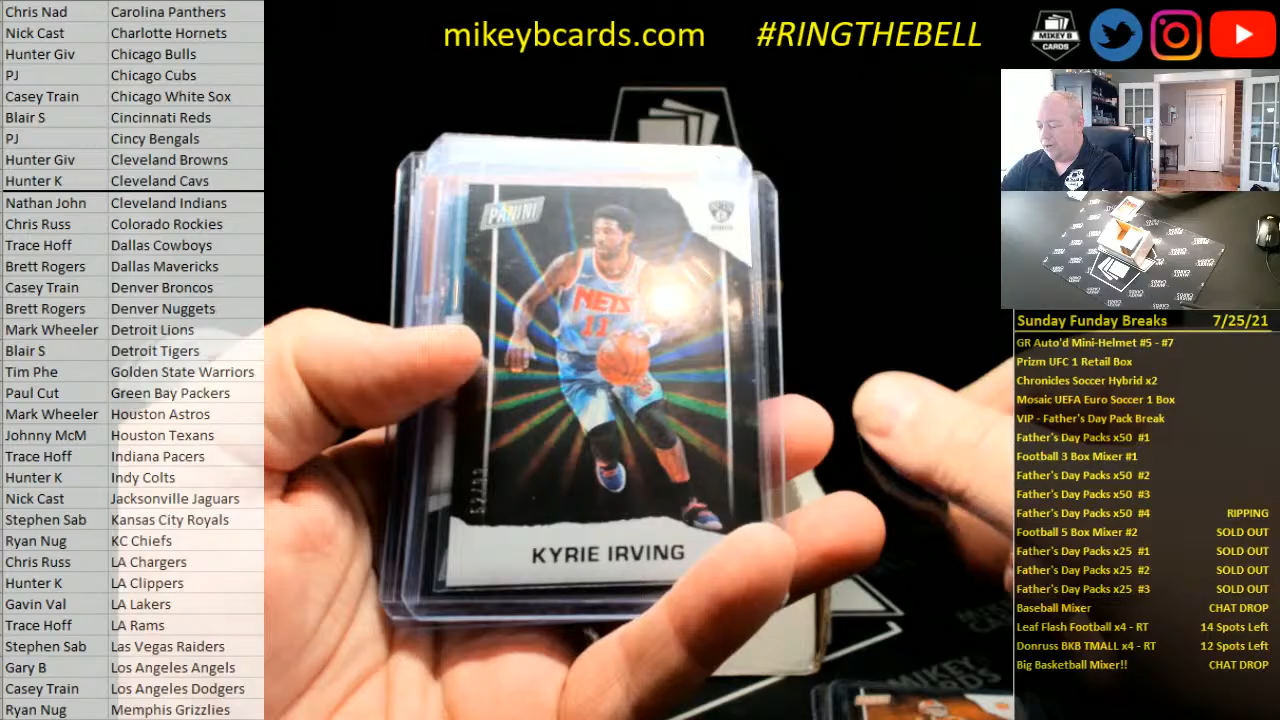 Chris Nad Carolina Panthers
Nick Cast Charlotte Hornets
Hunter Giv Chicago Bulls
PJ Chicago Cubs
Casey Train Chicago White Sox
Blair S Cincinnati Reds
PJ Cincy Bengals
Hunter Giv Cleveland Browns
Hunter K Cleveland Cavs
Nathan John Cleveland Indians
Chris Russ Colorado Rockies
Trace Hoff Dallas Cowboys
Brett Rogers Dallas Mavericks
Casey Train Denver Broncos
Brett Rogers Denver Nuggets
Mark Wheeler Detroit Lions
Blair S Detroit Tigers
Tim Phe Golden State Warriors
Paul Cut Green Bay Packers
Mark Wheeler Houston Astros
Johnny McM Houston Texans
Trace Hoff Indiana Pacers
Hunter K Indy Colts
Nick Cast Jacksonville Jaguars
Stephen Sab Kansas City Royals
Ryan Nug KC Chiefs
Chris Russ LA Chargers
Hunter K LA Clippers
Gavin Val LA Lakers
Trace Hoff LA Rams
Stephen Sab Las Vegas Raiders
Gary B Los Angeles Angels
Casey Train Los Angeles Dodgers
Ryan Nug Memphis Grizzlies
mikeybcards.com #RINGTHEBELL
MIKEY B
CARDS
PANINI
NETS
11
KYRIE IRVING
Sunday Funday Breaks 7/25/21
GR Auto'd Mini-Helmet #5 - #7
Prizm UFC 1 Retail Box
Chronicles Soccer Hybrid x2
Mosaic UEFA Euro Soccer 1 Box
VIP - Father's Day Pack Break
Father's Day Packs x50 #1
Football 3 Box Mixer #1
Father's Day Packs x50 #2
Father's Day Packs x50 #3
Father's Day Packs x50 #4 RIPPING
Football 5 Box Mixer #2 SOLD OUT
Father's Day Packs x25 #1 SOLD OUT
Father's Day Packs x25 #2 SOLD OUT
Father's Day Packs x25 #3 SOLD OUT
Baseball Mixer CHAT DROP
Leaf Flash Football x4 - RT 14 Spots Left
Donruss BKB TMALL x4 - RT 12 Spots Left
Big Basketball Mixer!! CHAT DROP